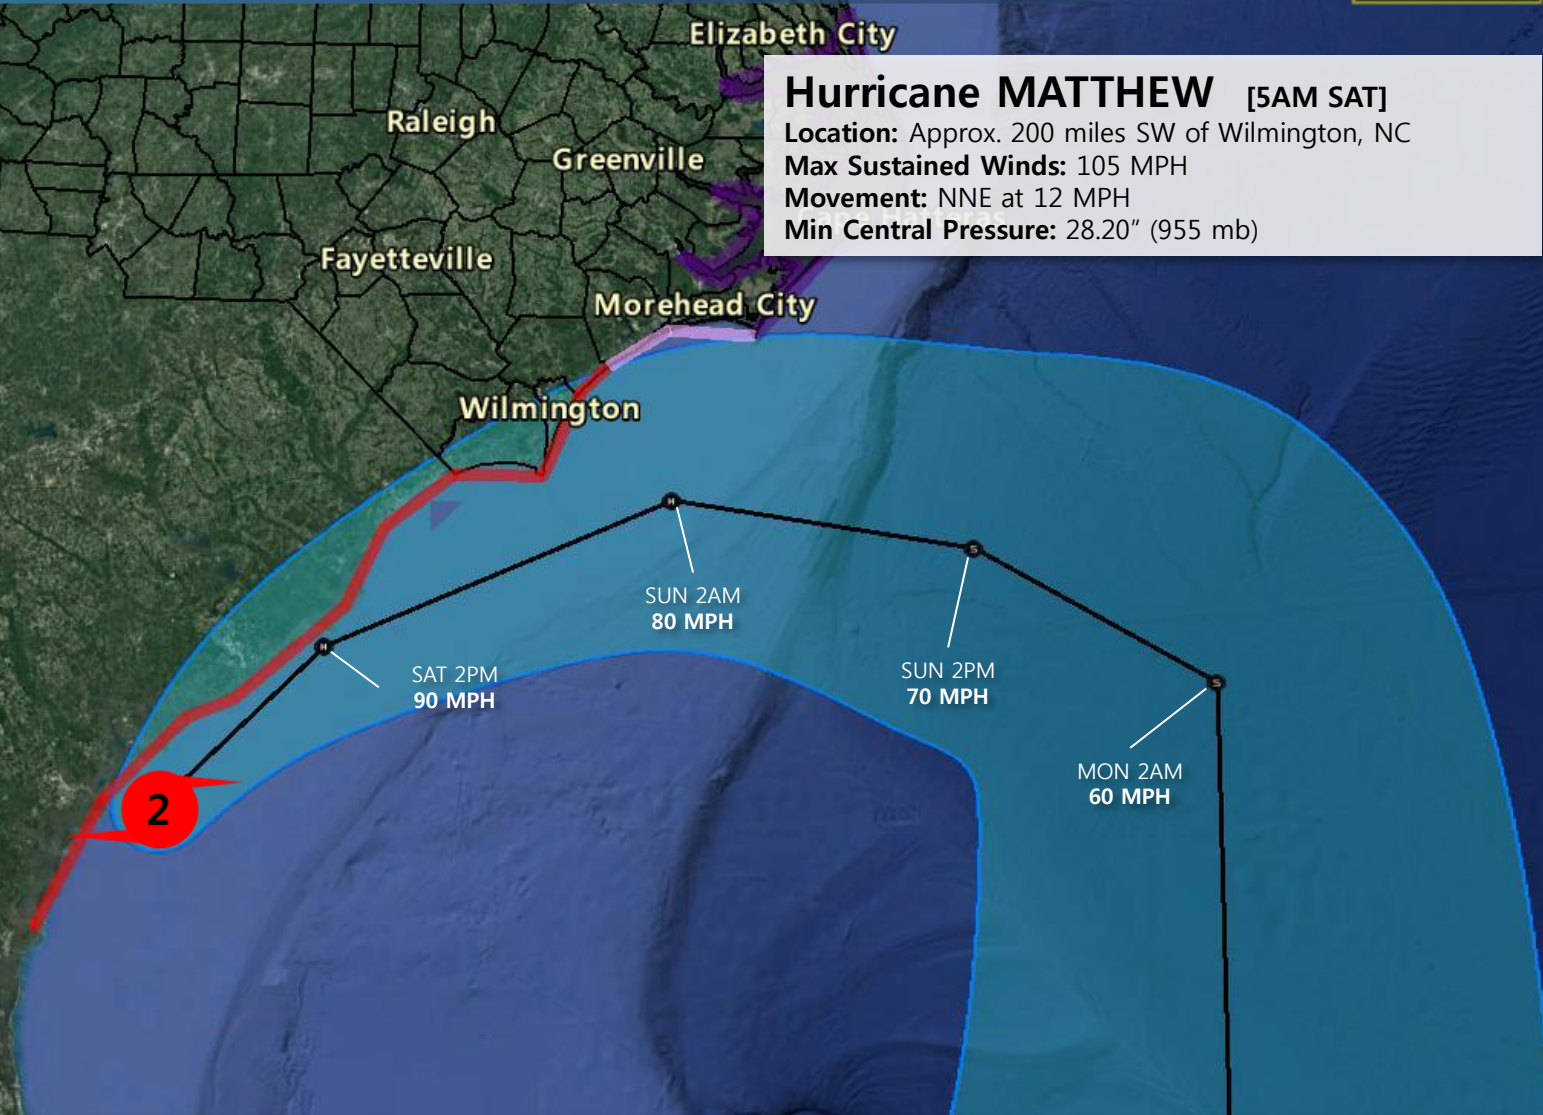 Elizabeth City
Hurricane MATTHEW [5AM SAT]
Location: Approx. 200 miles SW of Wilmington, NC
Max Sustained Winds: 105 MPH
Movement: NNE at 12 MPH
Min Central Pressure: 28.20” (955 mb)
Raleigh
Greenville
Cape Hatteras
Fayetteville
Morehead City
Wilmington
H
S
SUN 2AM
80 MPH
H
SAT 2PM
90 MPH
SUN 2PM
70 MPH
S
MON 2AM
60 MPH
2